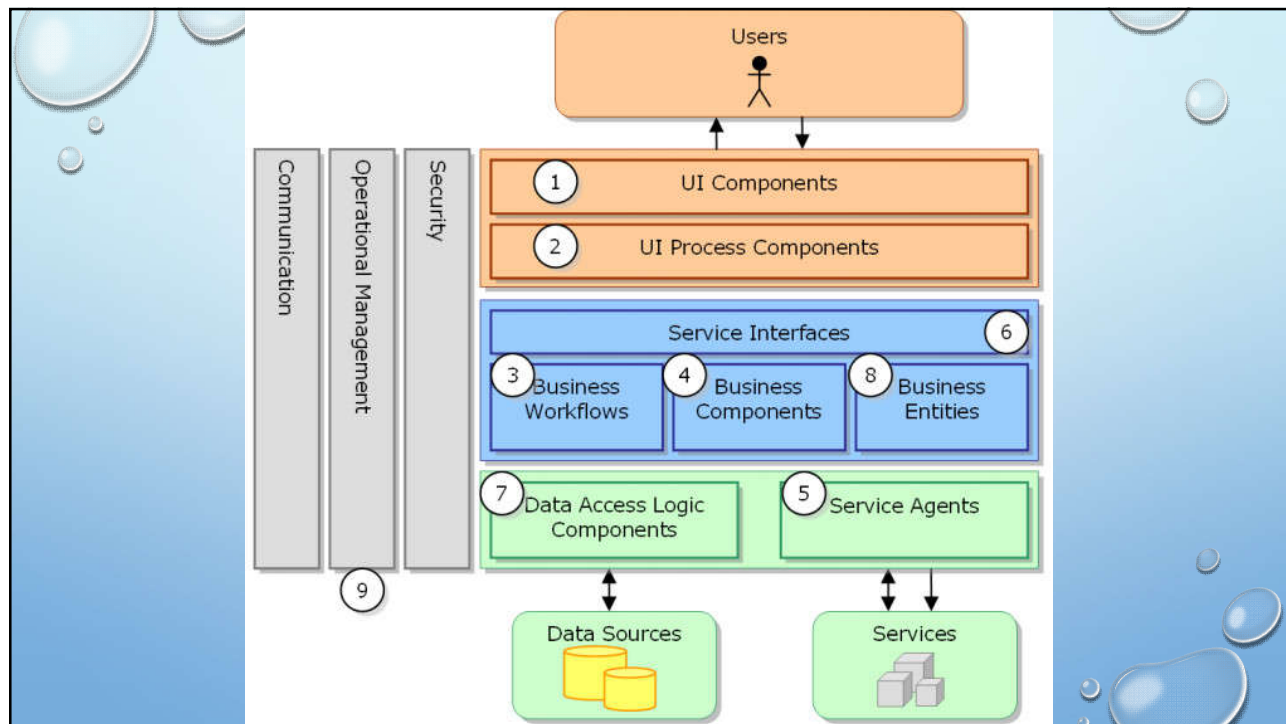 Users
Communication
Operational Management
Security
1
UI Components
2
UI Process Components
Service Interfaces
6
3
Business
Workflows
4
Business
Components
8
Business
Entities
7
Data Access Logic
Components
5
Service Agents
9
Data Sources
Services